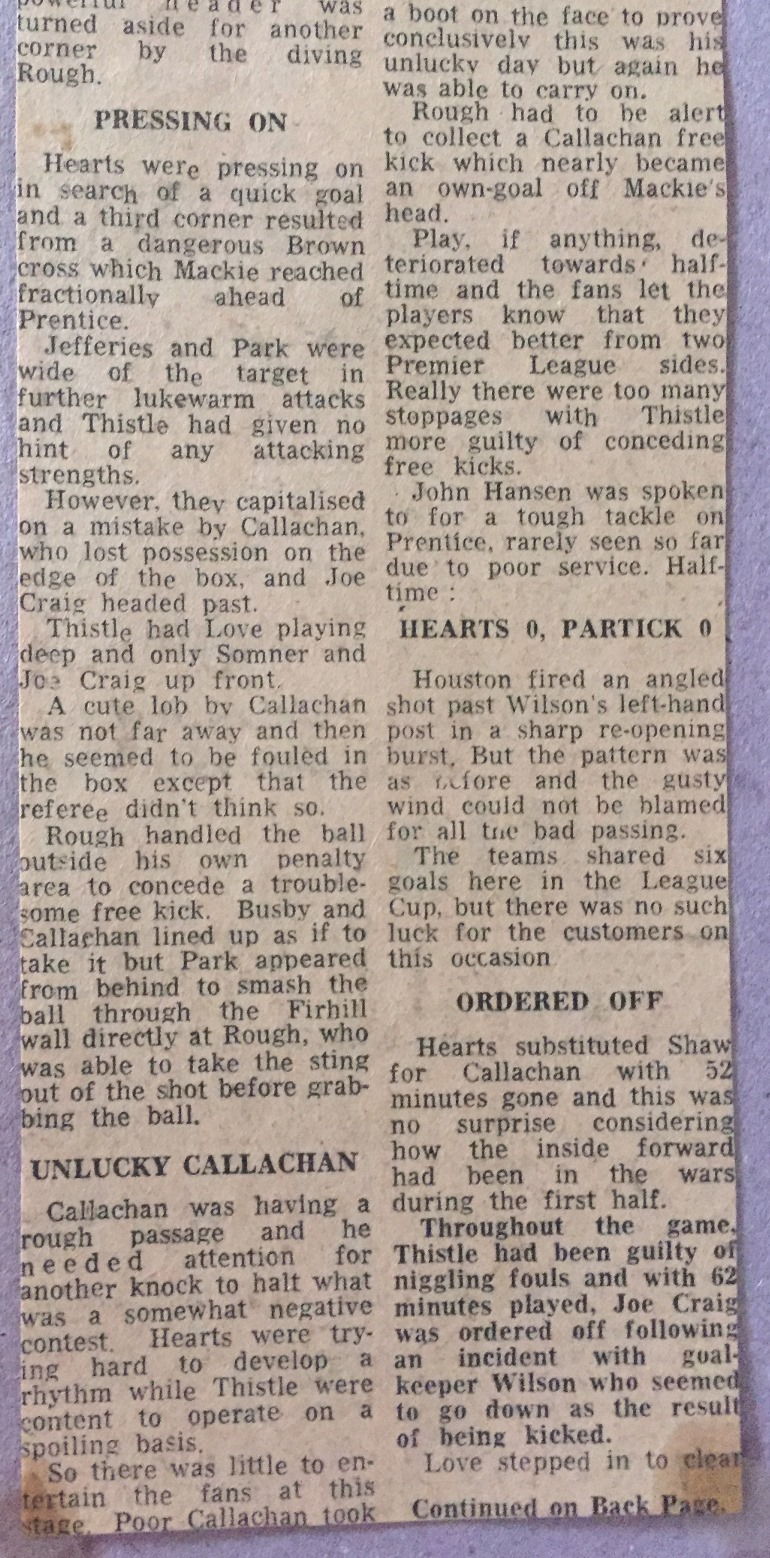 powerful header was
turned aside for another
corner by the diving
Rough.
PRESSING ON
Hearts were pressing on
in search of a quick goal
and a third corner resulted
from a dangerous Brown
cross which Mackie reached
fractionally ahead of
Prentice.
Jefferies and Park were
wide of the target in
further lukewarm attacks
and Thistle had given no
hint of any attacking
strengths.
However, they capitalised
on a mistake by Callachan,
who lost possession on the
edge of the box, and Joe
Craig headed past.
Thistle had Love playing
deep and only Somner and
Joe Craig up front.
A cute lob by Callachan
was not far away and then
he seemed to be fouled in
the box except that the
referee didn't think so.
Rough handled the ball
outside his own penalty
area to concede a trouble-
some free kick. Busby and
Callachan lined up as if to
take it but Park appeared
from behind to smash the
ball through the Firhill
wall directly at Rough, who
was able to take the sting
out of the shot before grab-
bing the ball.
UNLUCKY CALLACHAN
Callachan was having a
rough passage and he
needed attention for
another knock to halt what
was a somewhat negative
contest. Hearts were try-
ing hard to develop a
rhythm while Thistle were
content to operate on a
spoiling basis.
So there was little to en-
tertain the fans at this
stage. Poor Callachan took
a boot on the face to prove
conclusively this was his
unlucky day but again he
was able to carry on.
Rough had to be alert
to collect a Callachan free
kick which nearly became
an own-goal off Mackie's
head.
Play, if anything, de-
teriorated towards half-
time and the fans let the
players know that they
expected better from two
Premier League sides.
Really there were too many
stoppages with Thistle
more guilty of conceding
free kicks.
John Hansen was spoken
to for a tough tackle on
Prentice, rarely seen so far
due to poor service. Half-
time :
HEARTS 0, PARTICK 0
Houston fired an angled
shot past Wilson's left-hand
post in a sharp re-opening
burst. But the pattern was
as before and the gusty
wind could not be blamed
for all the bad passing.
The teams shared six
goals here in the League
Cup, but there was no such
luck for the customers on
this occasion
ORDERED OFF
Hearts substituted Shaw
for Callachan with 52
minutes gone and this was
no surprise considering
how the inside forward
had been in the wars
during the first half.
Throughout the game,
Thistle had been guilty of
niggling fouls and with 62
minutes played, Joe Craig
was ordered off following
an incident with goal-
keeper Wilson who seemed
to go down as the result
of being kicked.
Love stepped in to clear
Continued on Back Page.